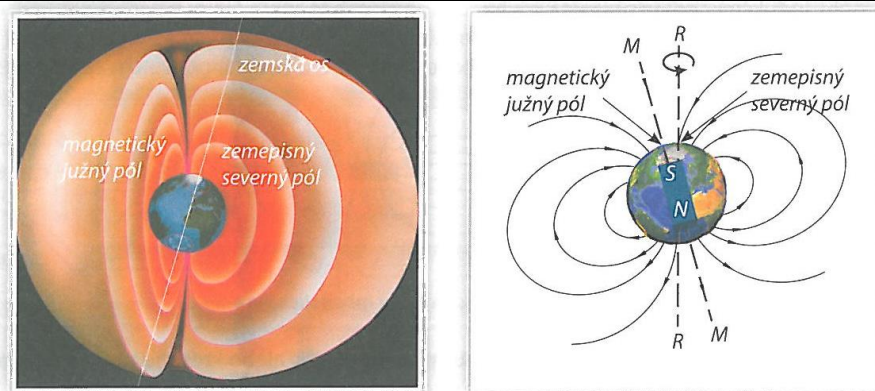 zemská os
magnetický
južný pól
zemepisný
severný pól
M
R
magnetický
južný pól
zemepisný
severný pól
S
N
R
M